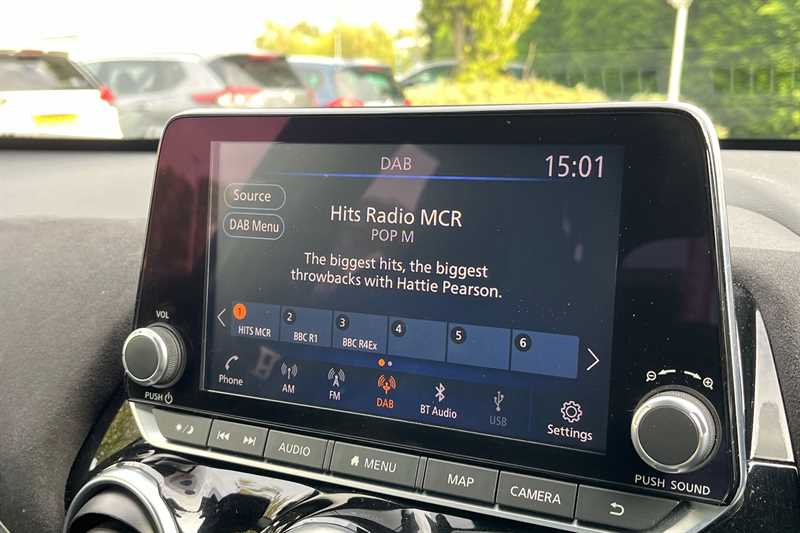 DAB
15:01
Source
DAB Menu
Hits Radio MCR
POP M
The biggest hits, the biggest
throwbacks with Hattie Pearson.
1 HITS MCR
2 BBC R1
3 BBC R4Ex
4
5
6
Phone
AM
FM
DAB
BT Audio
USB
Settings
VOL
PUSH
AUDIO
MENU
MAP
CAMERA
PUSH SOUND